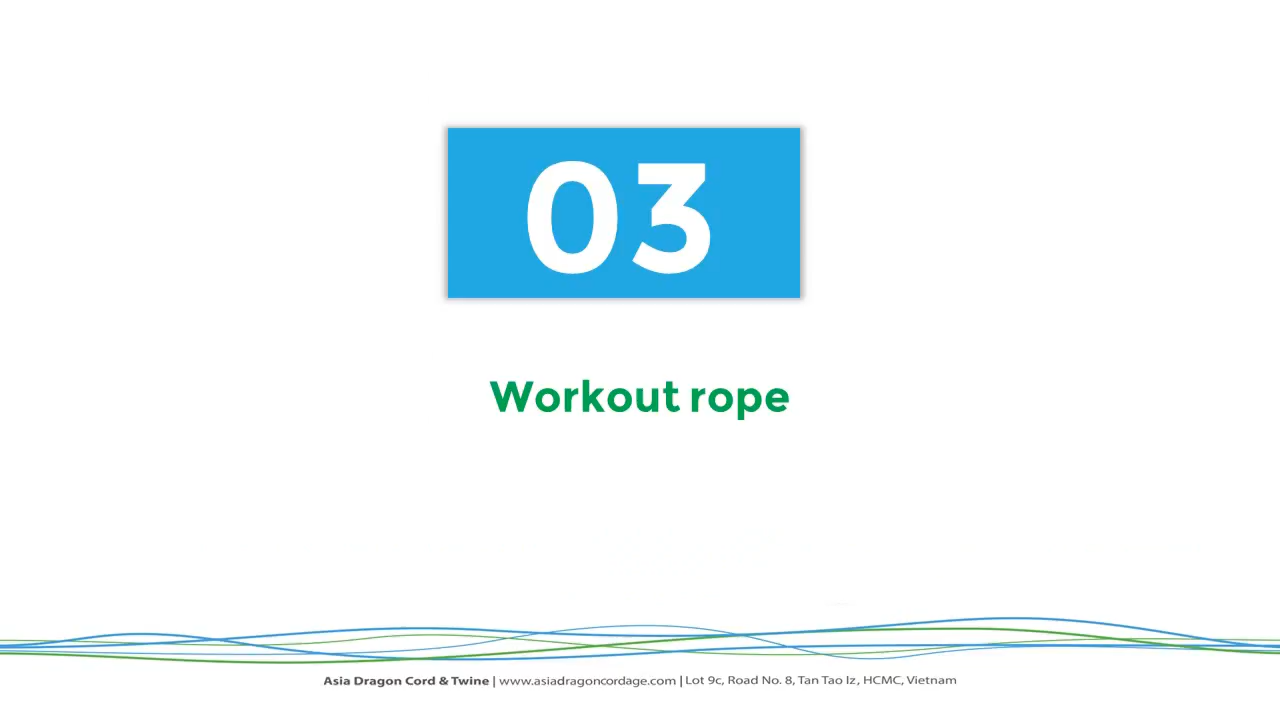 03
Workout rope
Asia Dragon Cord & Twine | www.asiadragoncordage.com | Lot 9c, Road No. 8, Tan Tao Iz, HCMC, Vietnam